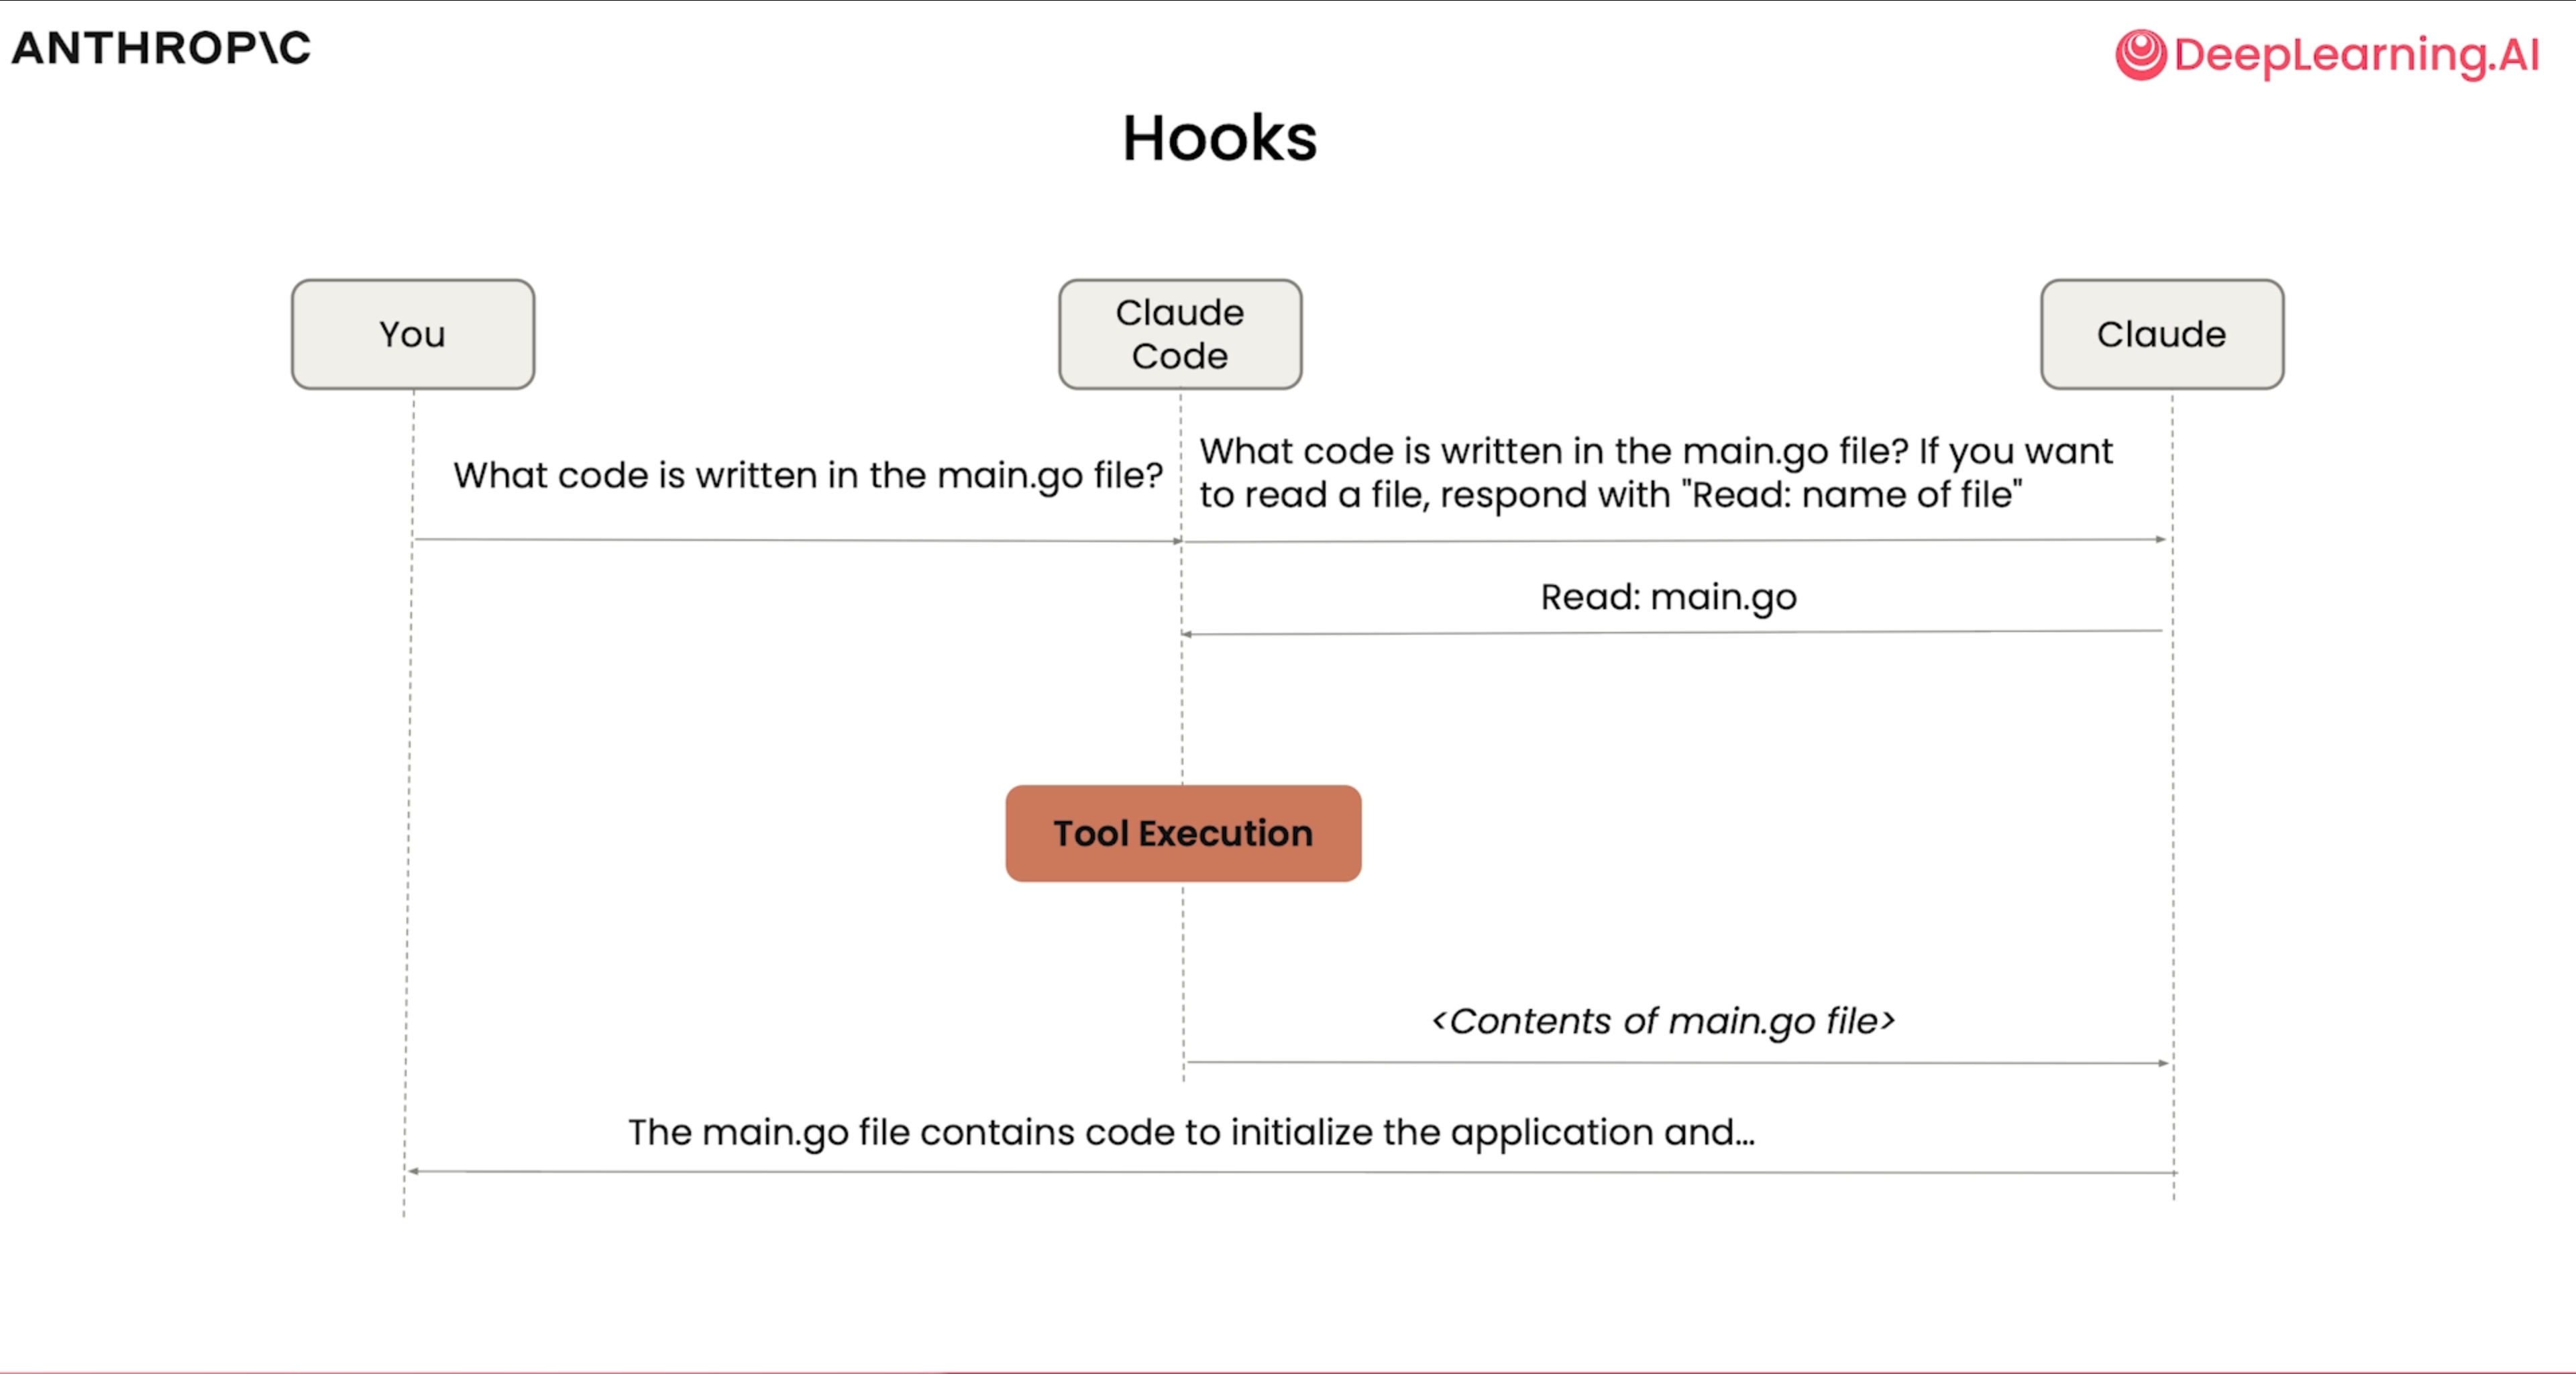 ANTHROP\C
DeepLearning.AI
Hooks
You
Claude
Code
Claude
What code is written in the main.go file?
What code is written in the main.go file? If you want
to read a file, respond with "Read: name of file"
Read: main.go
Tool Execution
<Contents of main.go file>
The main.go file contains code to initialize the application and...